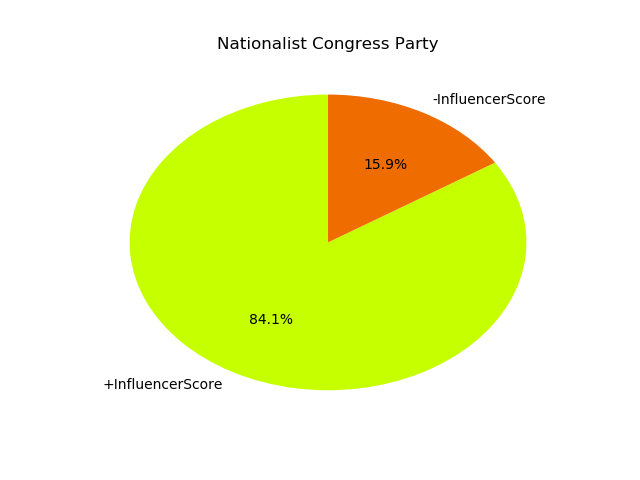 Nationalist Congress Party
-InfluencerScore
15.9%
84.1%
+InfluencerScore